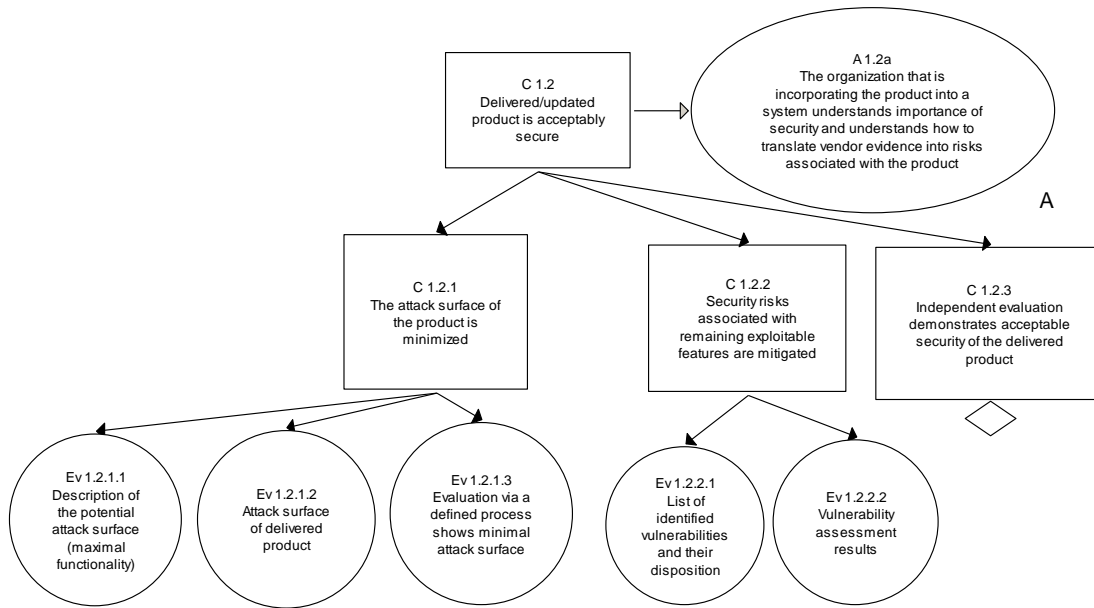 C 1.2
Delivered/updated
product is acceptably
secure
A 1.2a
The organization that is
incorporating the product into a
system understands importance of
security and understands how to
translate vendor evidence into risks
associated with the product
A
C 1.2.1
The attack surface of
the product is
minimized
C 1.2.2
Security risks
associated with
remaining exploitable
features are mitigated
C 1.2.3
Independent evaluation
demonstrates acceptable
security of the delivered
product
Ev 1.2.1.1
Description of
the potential
attack surface
(maximal
functionality)
Ev 1.2.1.2
Attack surface
of delivered
product
Ev 1.2.1.3
Evaluation via a
defined process
shows minimal
attack surface
Ev 1.2.2.1
List of
identified
vulnerabilities
and their
disposition
Ev 1.2.2.2
Vulnerability
assessment
results